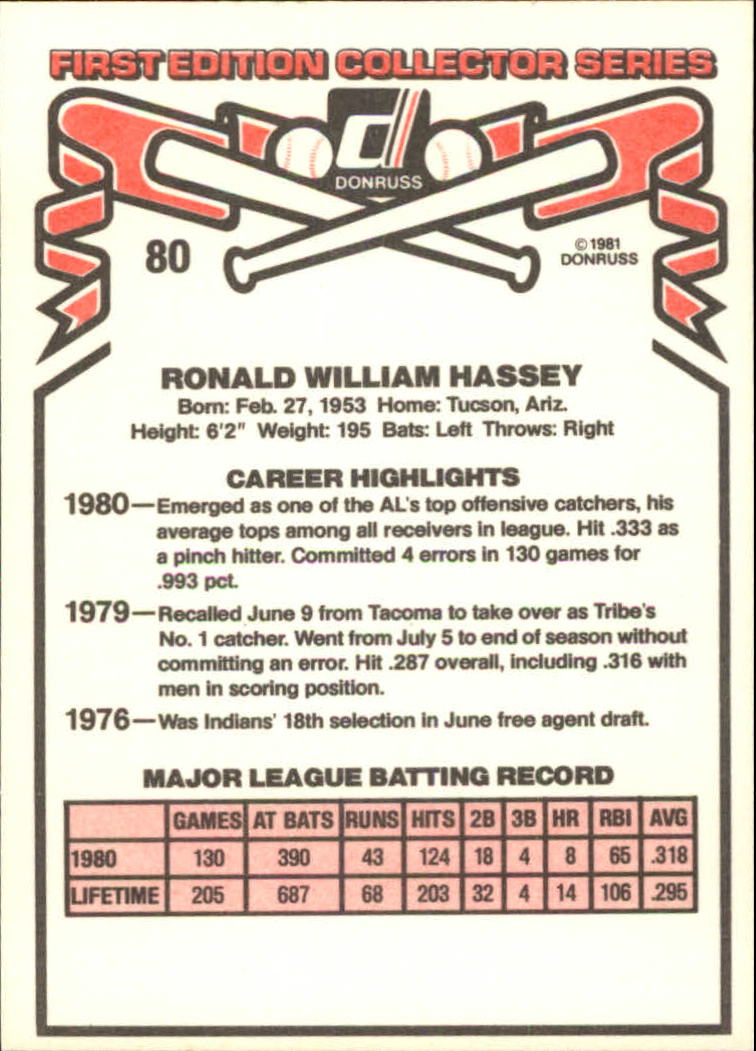 FIRST EDITION COLLECTOR SERIES
d
DONRUSS
80
© 1981
DONRUSS
RONALD WILLIAM HASSEY
Born: Feb. 27, 1953 Home: Tucson, Ariz.
Height: 6'2" Weight: 195 Bats: Left Throws: Right
CAREER HIGHLIGHTS
1980—Emerged as one of the AL's top offensive catchers, his
average tops among all receivers in league. Hit .333 as
a pinch hitter. Committed 4 errors in 130 games for
.993 pct.
1979—Recalled June 9 from Tacoma to take over as Tribe's
No. 1 catcher. Went from July 5 to end of season without
committing an error. Hit .287 overall, including .316 with
men in scoring position.
1976—Was Indians' 18th selection in June free agent draft.
MAJOR LEAGUE BATTING RECORD
GAMES AT BATS RUNS HITS 2B 3B HR RBI AVG
1980 130 390 43 124 18 4 8 65 .318
LIFETIME 205 687 68 203 32 4 14 106 .295